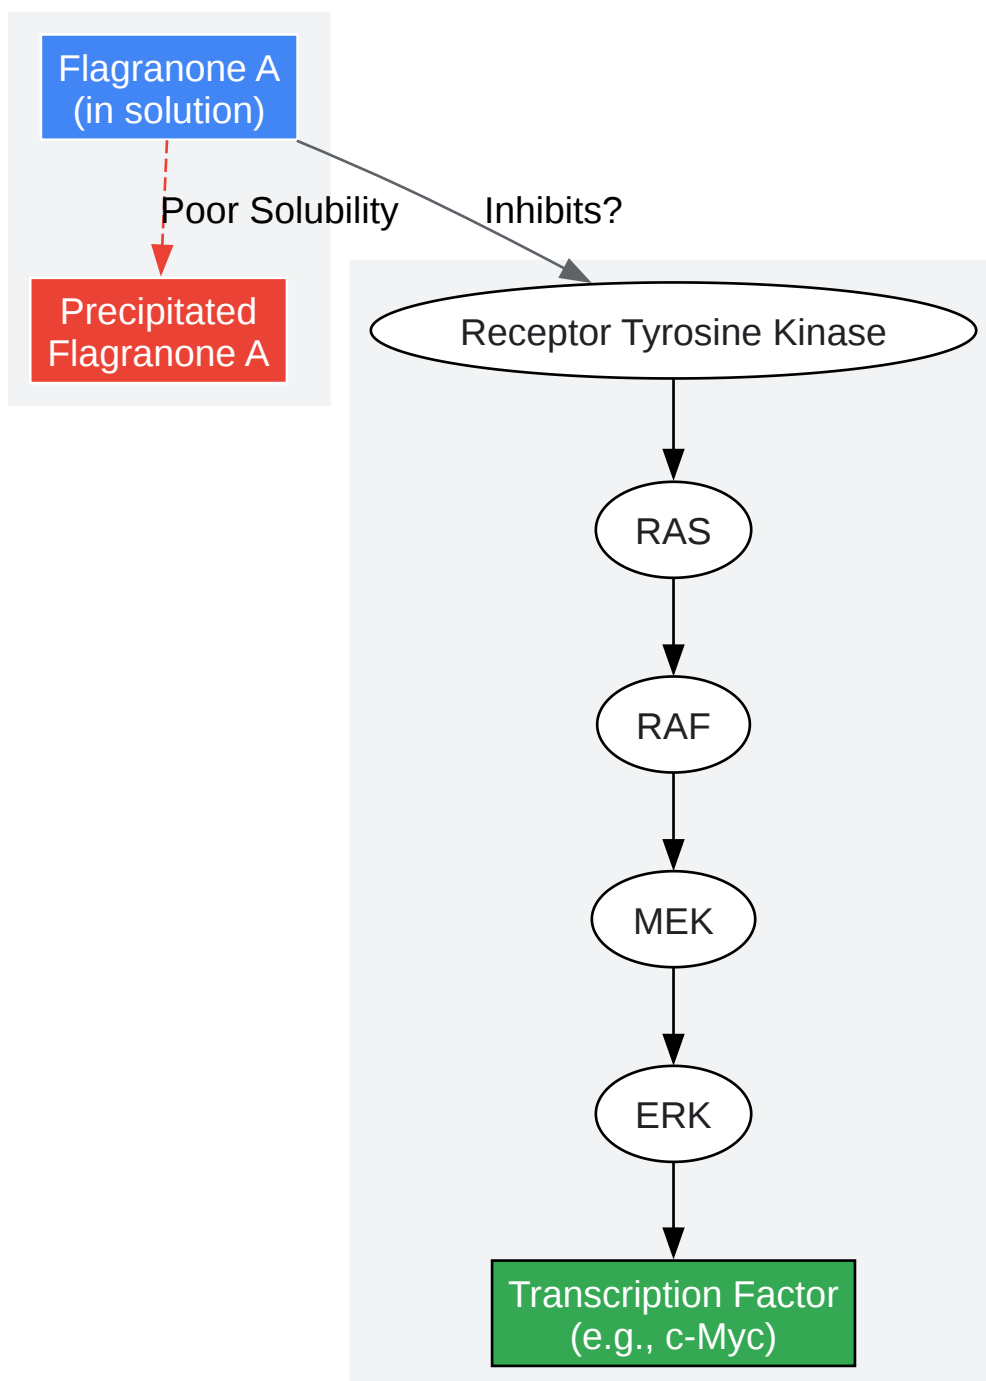 Flagranone A
(in solution)
Poor Solubility
Inhibits?
Precipitated
Flagranone A
Receptor Tyrosine Kinase
RAS
RAF
MEK
ERK
Transcription Factor
(e.g., c-Myc)